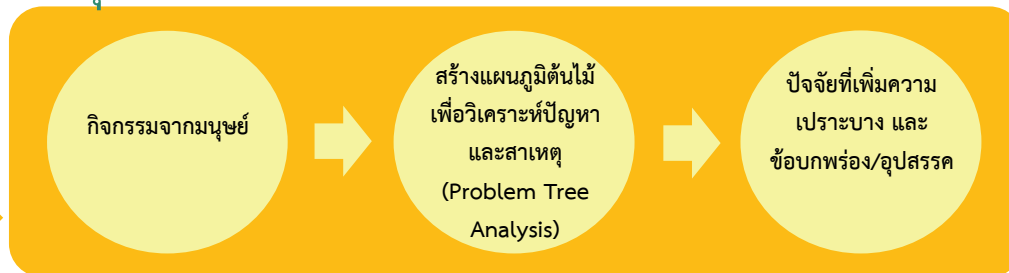 กิจกรรมจากมนุษย์
สร้างแผนภูมิต้นไม้
เพื่อวิเคราะห์ปัญหา
และสาเหตุ
(Problem Tree
Analysis)
ปัจจัยที่เพิ่มความ
เปราะบาง และ
ข้อบกพร่อง/อุปสรรค